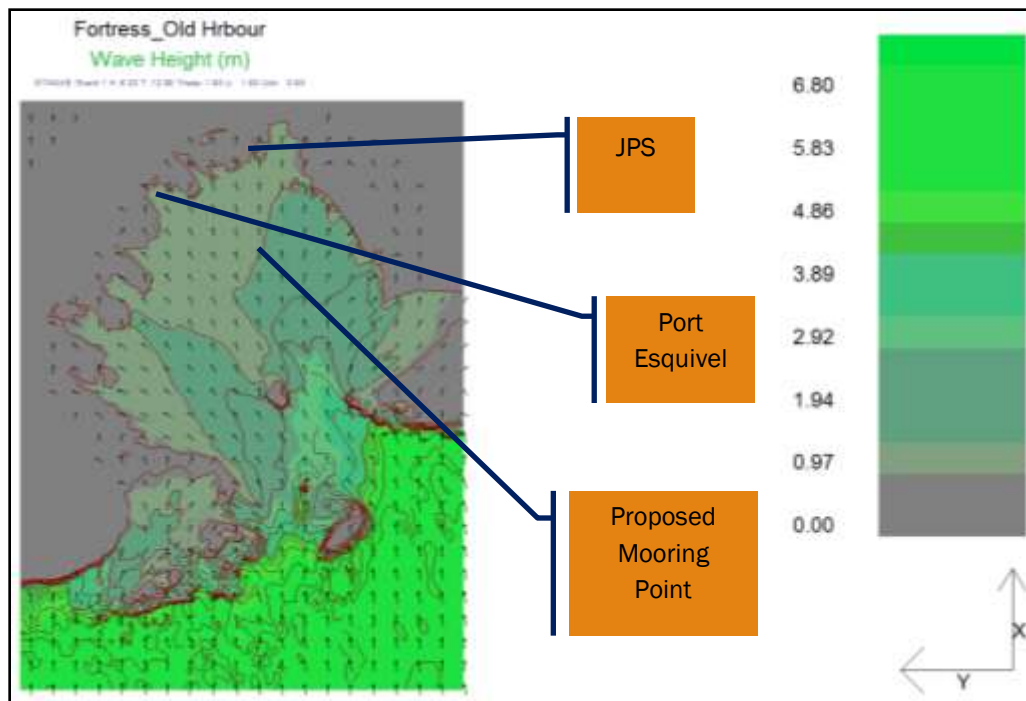 Fortress_Old Hrbour
Wave Height (m)
JPS
Port
Esquivel
Proposed
Mooring
Point
6.80
5.83
4.86
3.89
2.92
1.94
0.97
0.00
X
Y